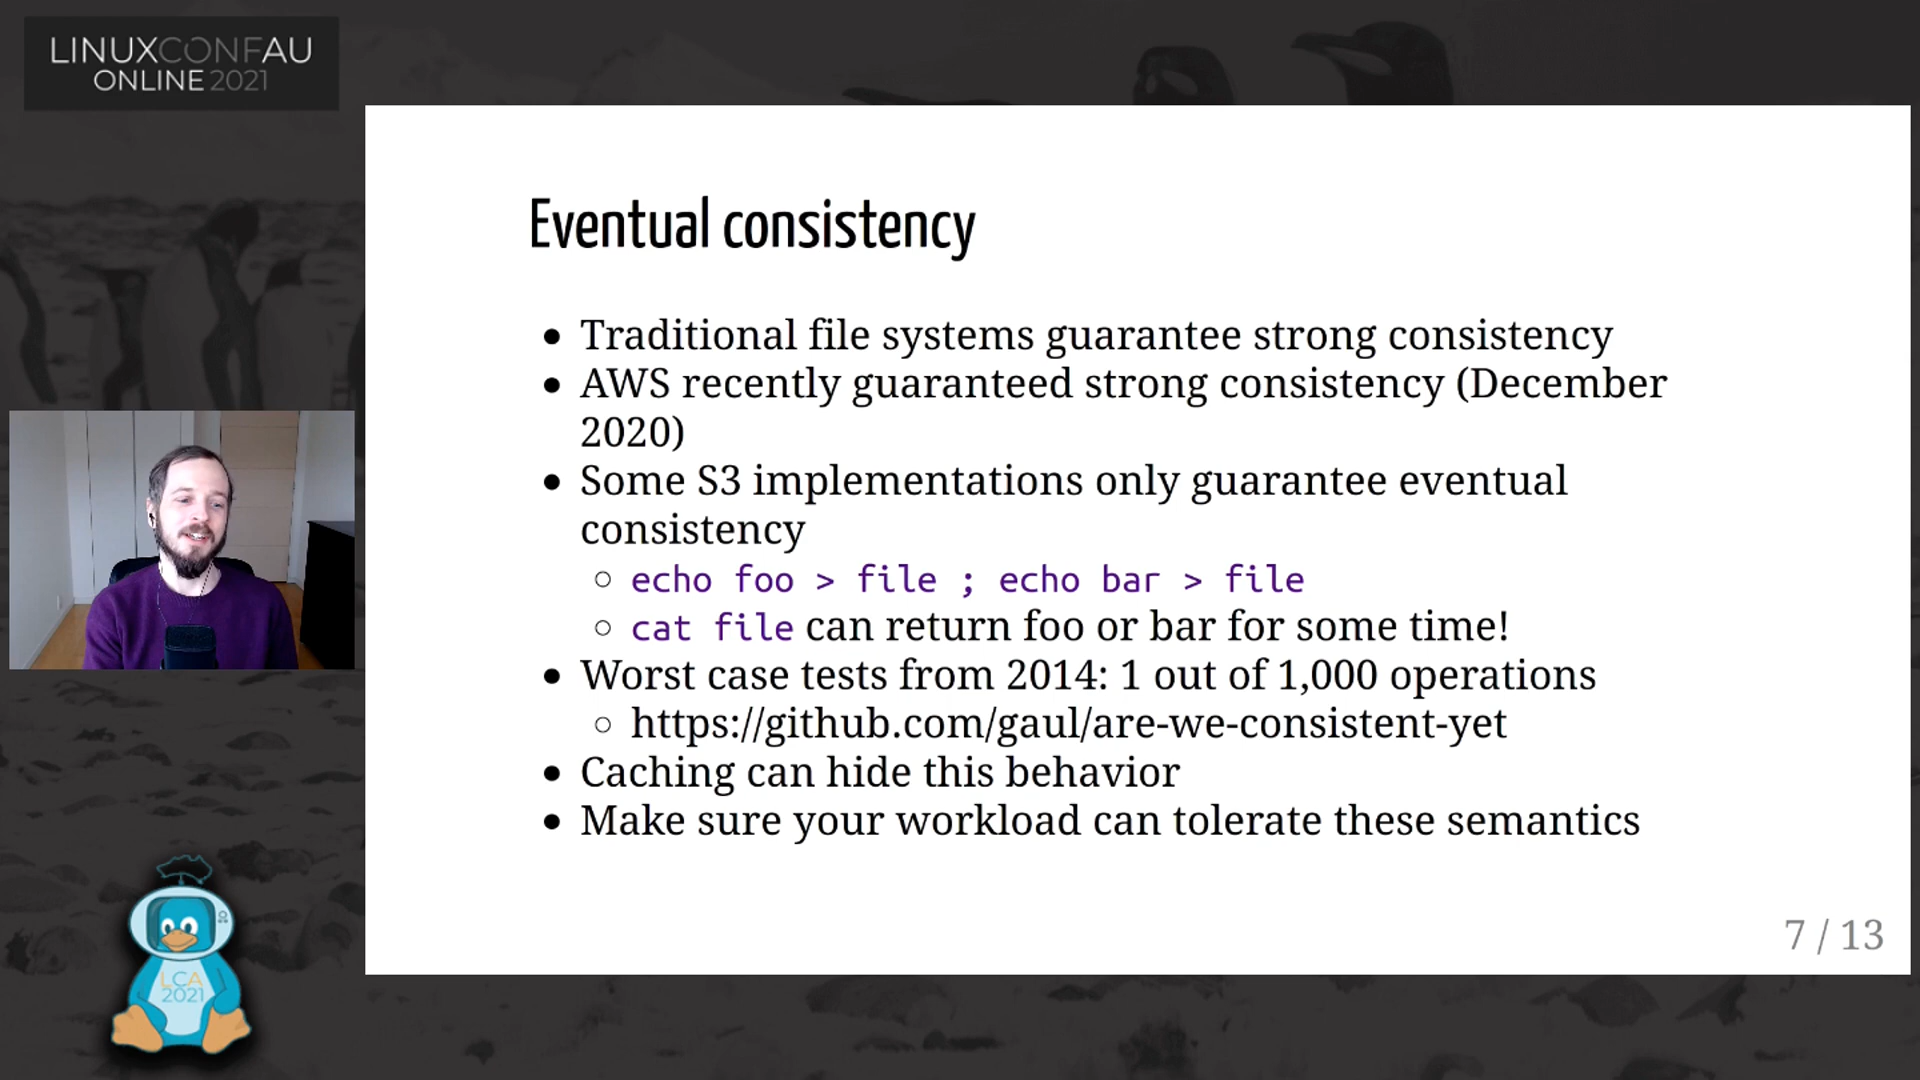 LINUXCONFAU
ONLINE 2021
Eventual consistency
• Traditional file systems guarantee strong consistency
• AWS recently guaranteed strong consistency (December
2020)
• Some S3 implementations only guarantee eventual
consistency
○ echo foo > file ; echo bar > file
○ cat file can return foo or bar for some time!
• Worst case tests from 2014: 1 out of 1,000 operations
○ https://github.com/gaul/are-we-consistent-yet
• Caching can hide this behavior
• Make sure your workload can tolerate these semantics
7 / 13
LCA
2021